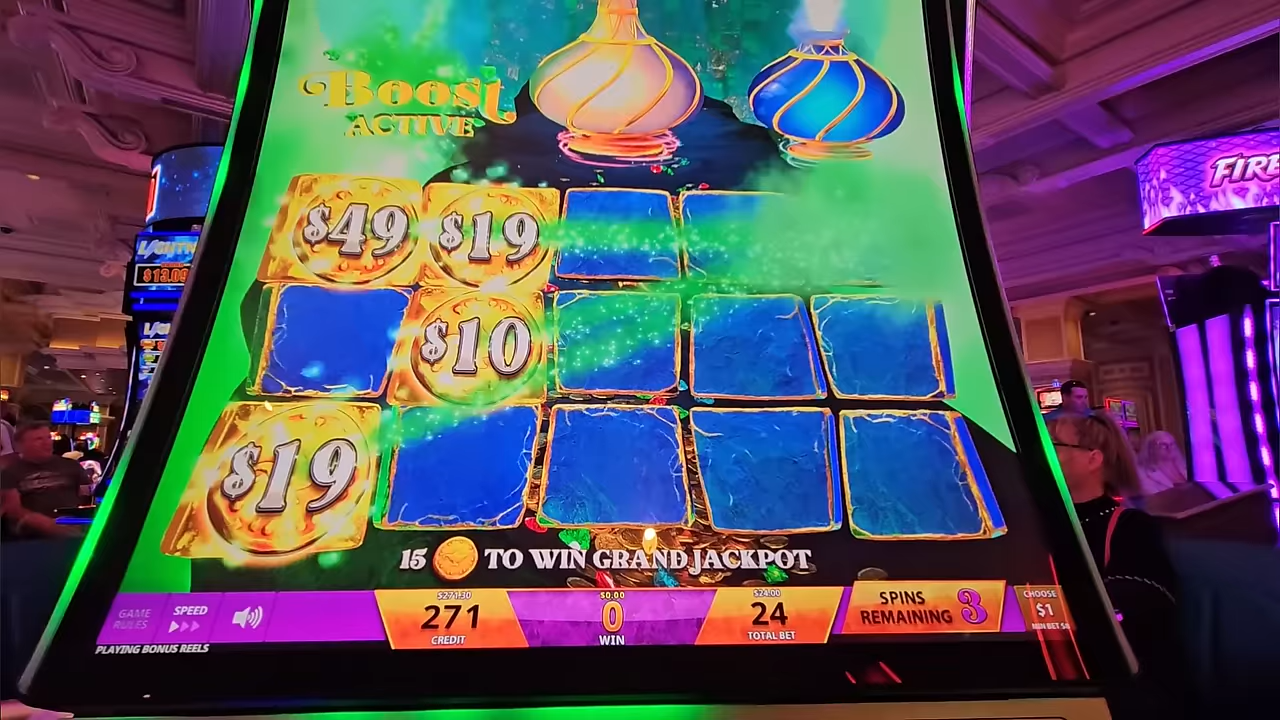 BOOST
ACTIVE
FIRE
LIGHTN
$49
$19
$10
$19
15 TO WIN GRAND JACKPOT
GAME RULES
SPEED
$271.30
271
CREDIT
$0.00
0
WIN
$24.00
24
TOTAL BET
SPINS
REMAINING 3
CHOOSE
$1
PLAYING BONUS REELS